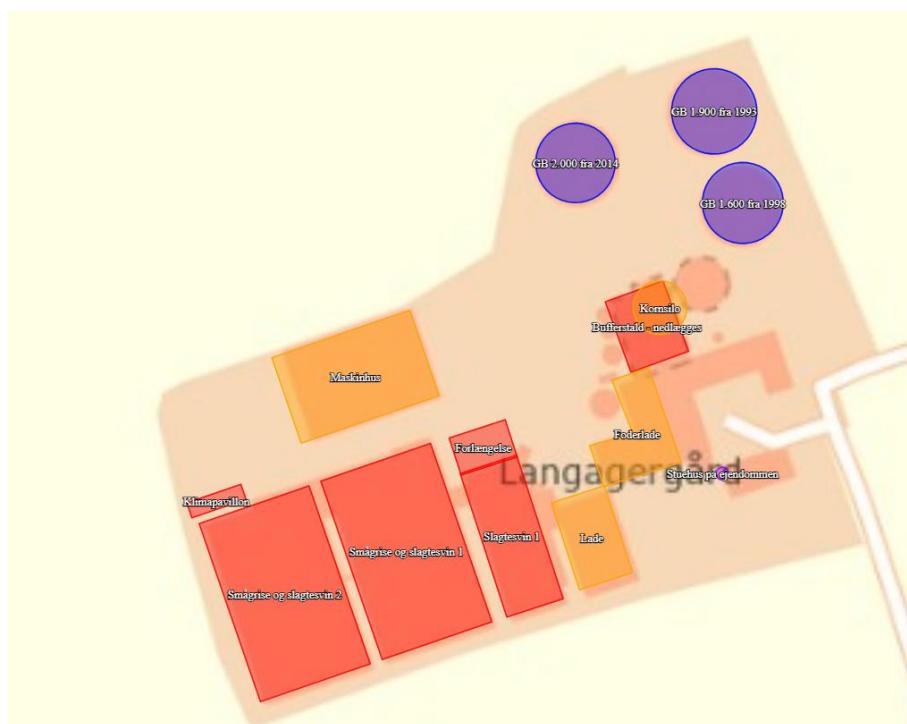 GB 1.900 fra 1993
GB 2.000 fra 2014
GB 1.600 fra 1998
Kornsilo
Bufferstald - nedlægges
Maskinhus
Foderlade
Forlængelse
Langagergård
Stuehus på ejendommen
Klimapavillon
Slagtesvin 1
Lade
Smågrise og slagtesvin 1
Smågrise og slagtesvin 2